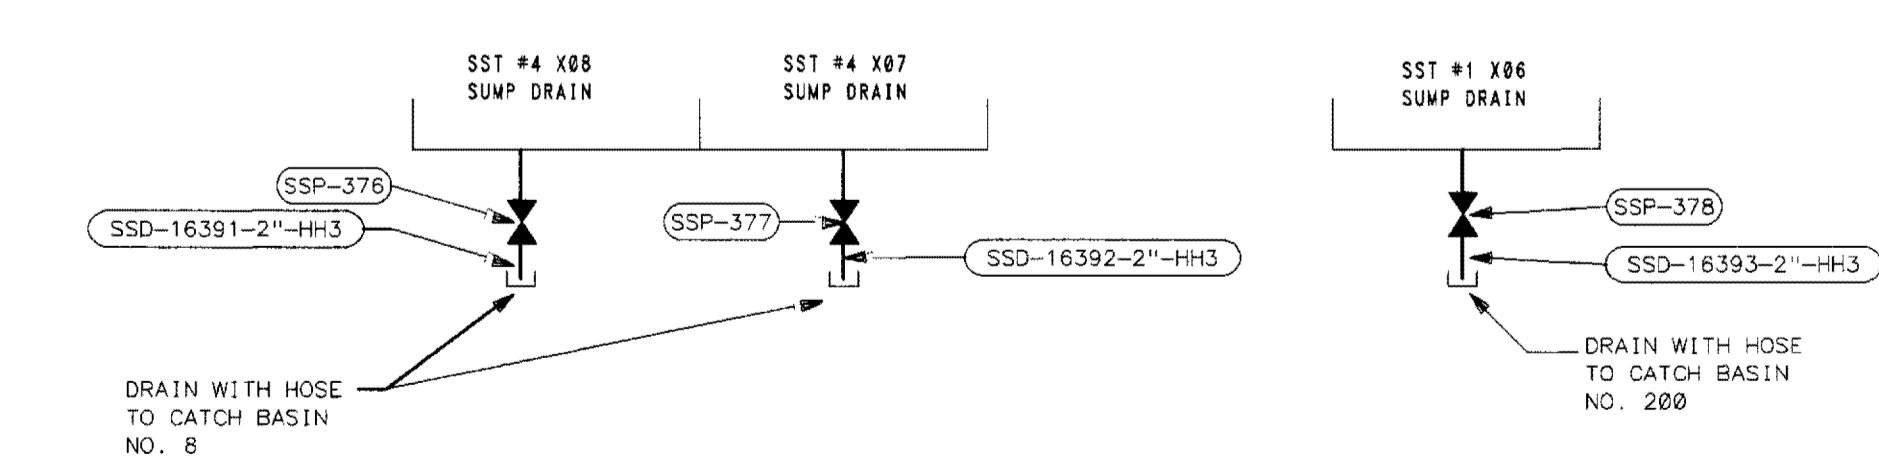 SST #4 X08
SUMP DRAIN
SST #4 X07
SUMP DRAIN
SST #1 X06
SUMP DRAIN
SSP-376
SSD-16391-2"-HH3
SSP-377
SSD-16392-2"-HH3
SSP-378
SSD-16393-2"-HH3
DRAIN WITH HOSE
TO CATCH BASIN
NO. 8
DRAIN WITH HOSE
TO CATCH BASIN
NO. 200